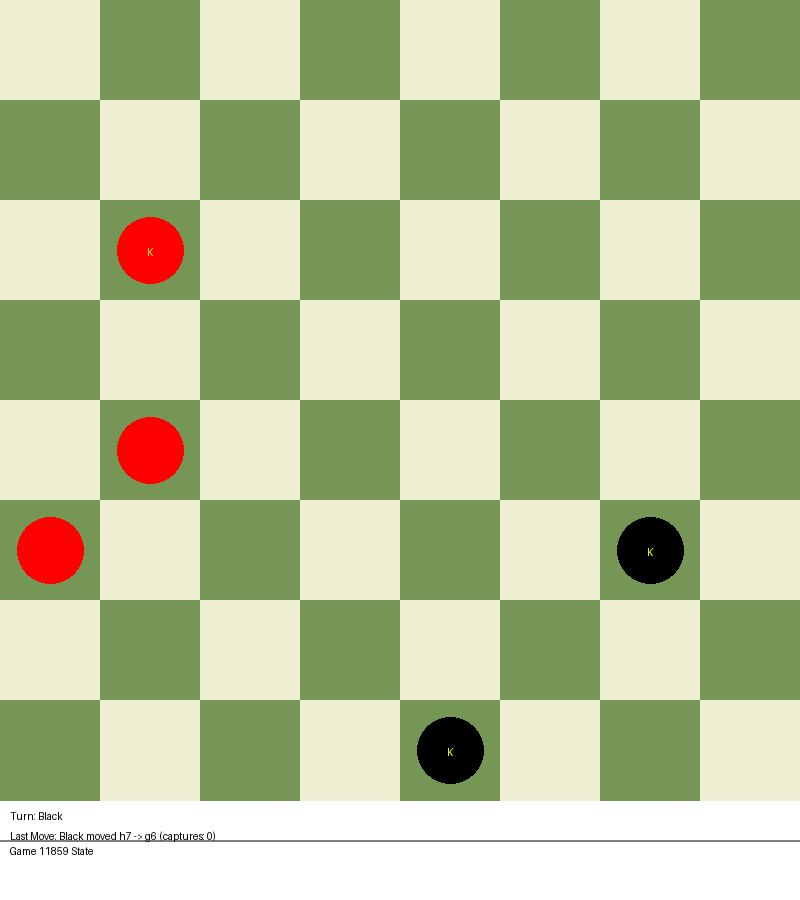 K
K
K
Turn: Black
Last Move: Black moved h7 -> g6 (captures: 0)
Game 11859 State